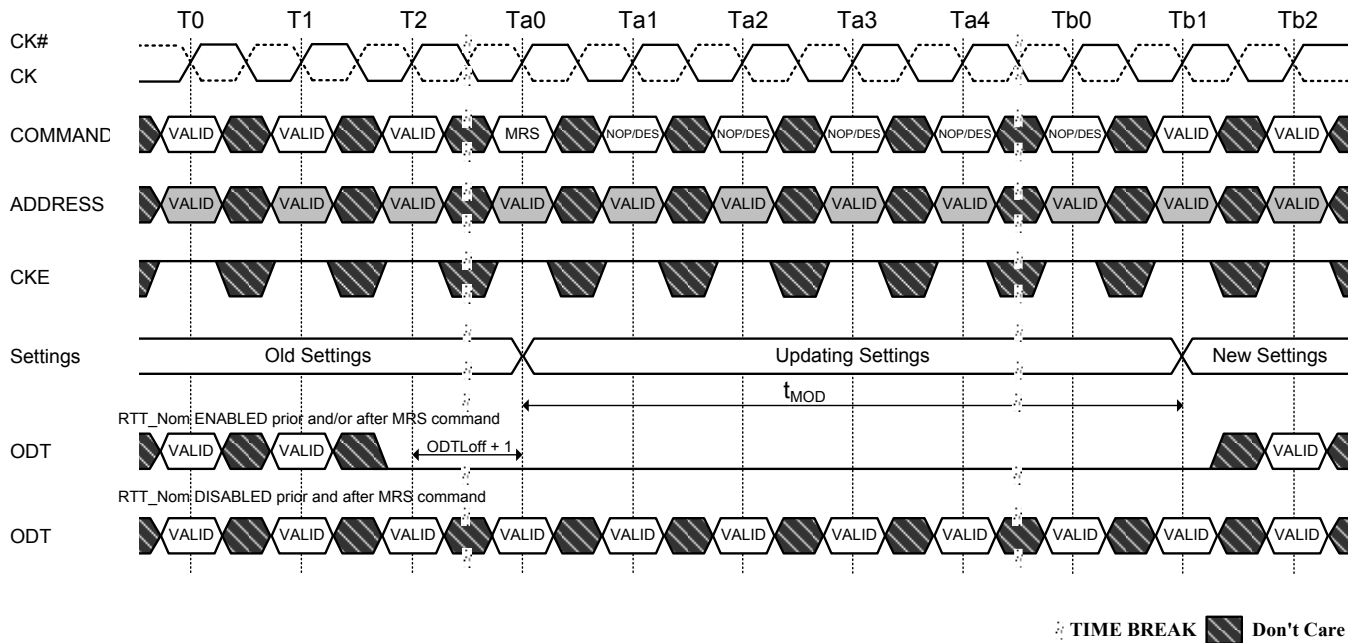 T0 T1 T2 Ta0 Ta1 Ta2 Ta3 Ta4 Tb0 Tb1 Tb2
CK#
CK
COMMAND VALID VALID VALID MRS NOP/DES NOP/DES NOP/DES NOP/DES NOP/DES VALID VALID
ADDRESS VALID VALID VALID VALID VALID VALID VALID VALID VALID VALID VALID
CKE
Settings Old Settings Updating Settings New Settings
tMOD
RTT_Nom ENABLED prior and/or after MRS command
ODT VALID VALID ODTLoff + 1 VALID
RTT_Nom DISABLED prior and after MRS command
ODT VALID VALID VALID VALID VALID VALID VALID VALID VALID VALID VALID
TIME BREAK Don't Care